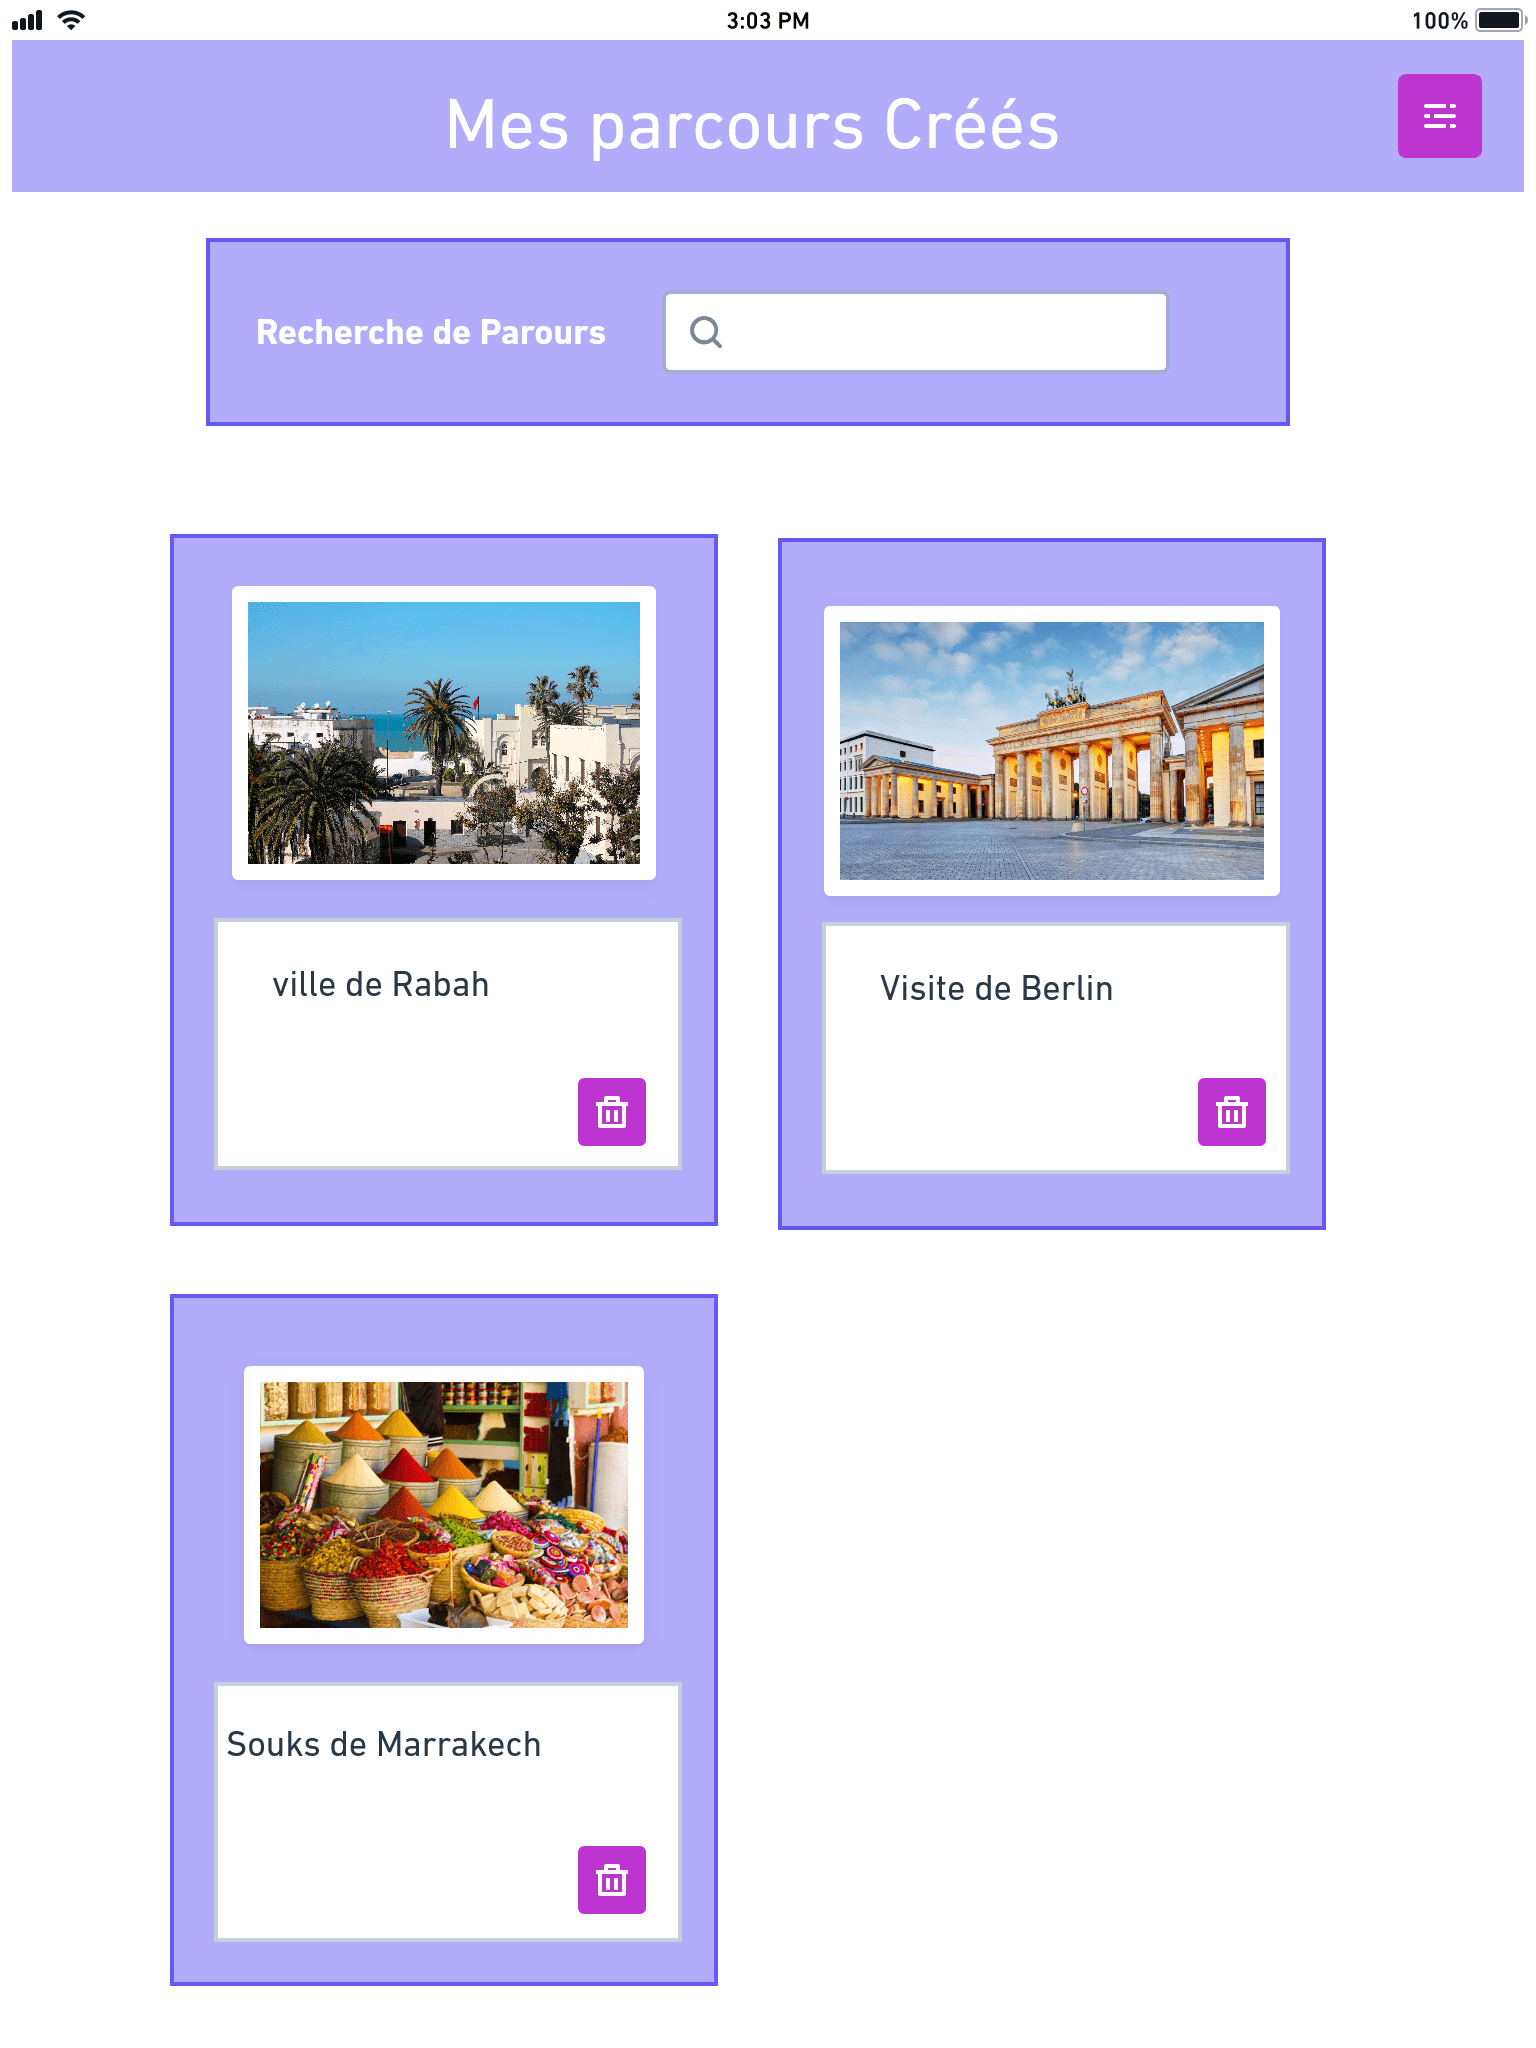 3:03 PM
100%
Mes parcours Créés
Recherche de Parours
ville de Rabah
Visite de Berlin
Souks de Marrakech